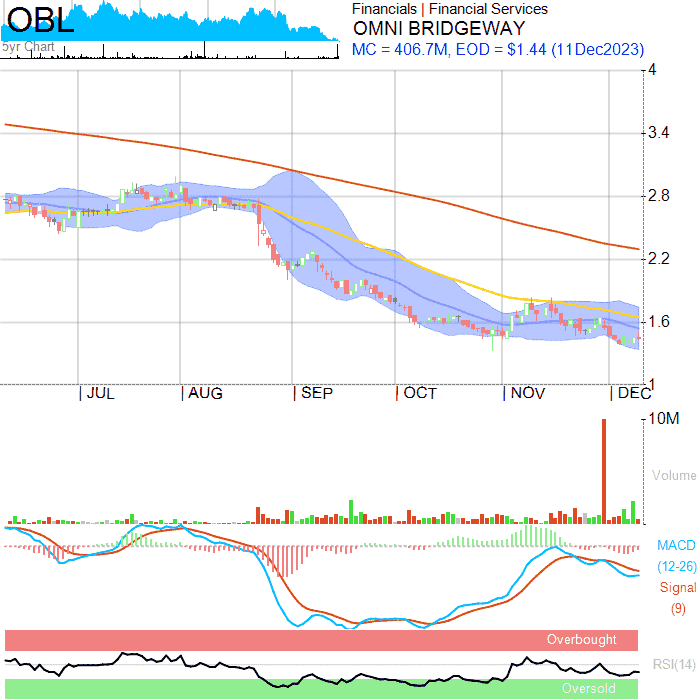 OBL
5yr Chart
Financials | Financial Services
OMNI BRIDGEWAY
MC = 406.7M, EOD = $1.44 (11Dec2023)
4
3.4
2.8
2.2
1.6
1
| JUL | AUG | SEP | OCT | NOV | DEC
10M
Volume
MACD
(12-26)
Signal
(9)
Overbought
RSI(14)
Oversold